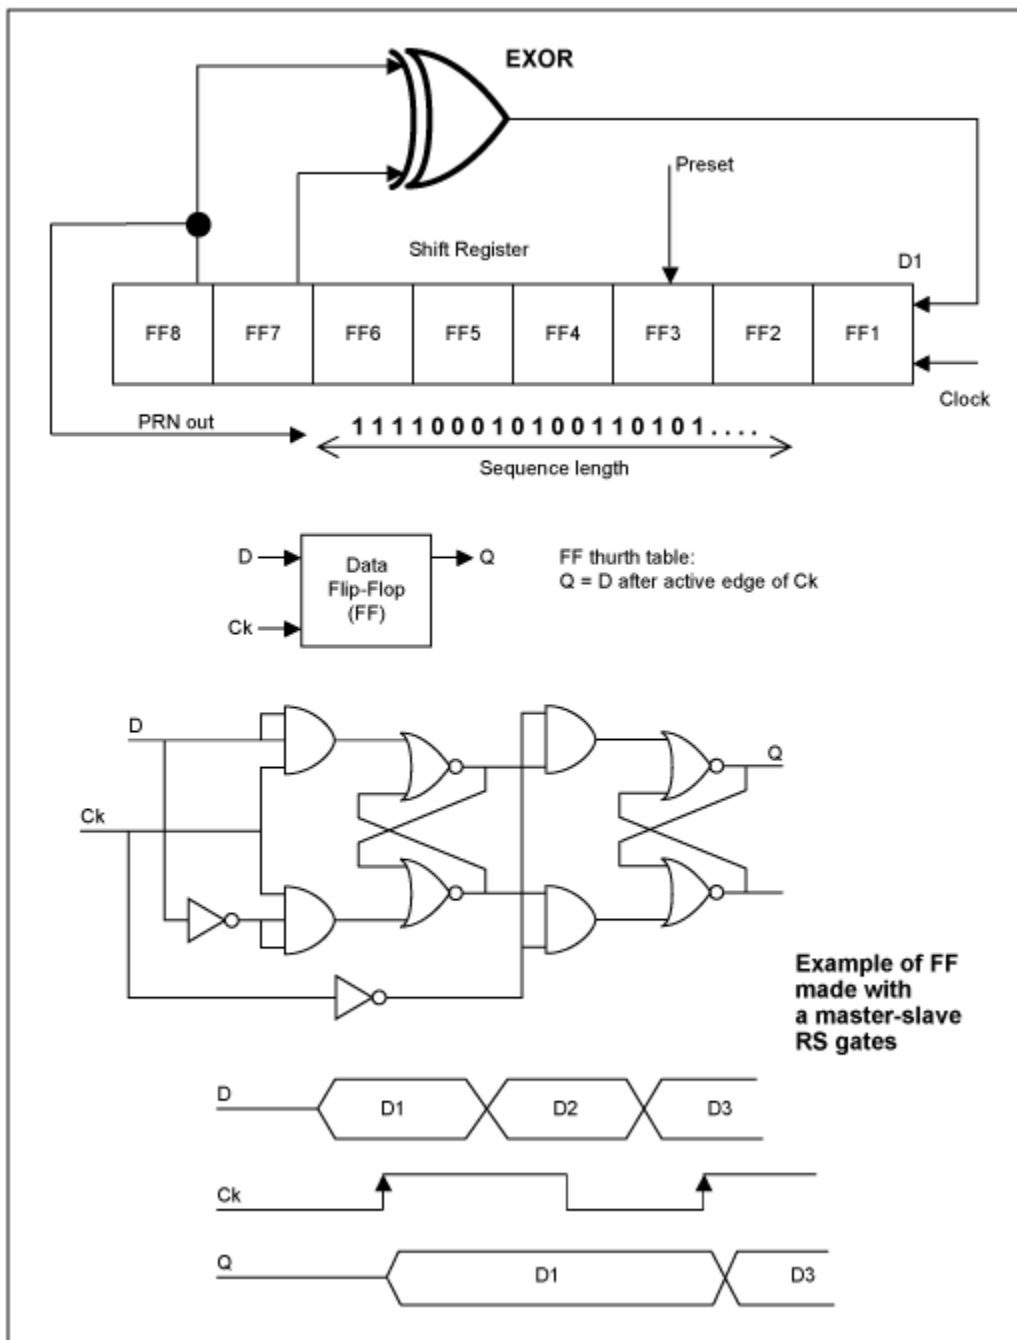 EXOR
Preset
Shift Register
D1
FF8 FF7 FF6 FF5 FF4 FF3 FF2 FF1
Clock
PRN out
1 1 1 1 0 0 0 1 0 1 0 0 1 1 0 1 0 1 . . . .
Sequence length
D
Data
Flip-Flop
(FF)
Q
Ck
FF thurth table:
Q = D after active edge of Ck
D
Q
Ck
Example of FF
made with
a master-slave
RS gates
D D1 D2 D3
Ck
Q D1 D3